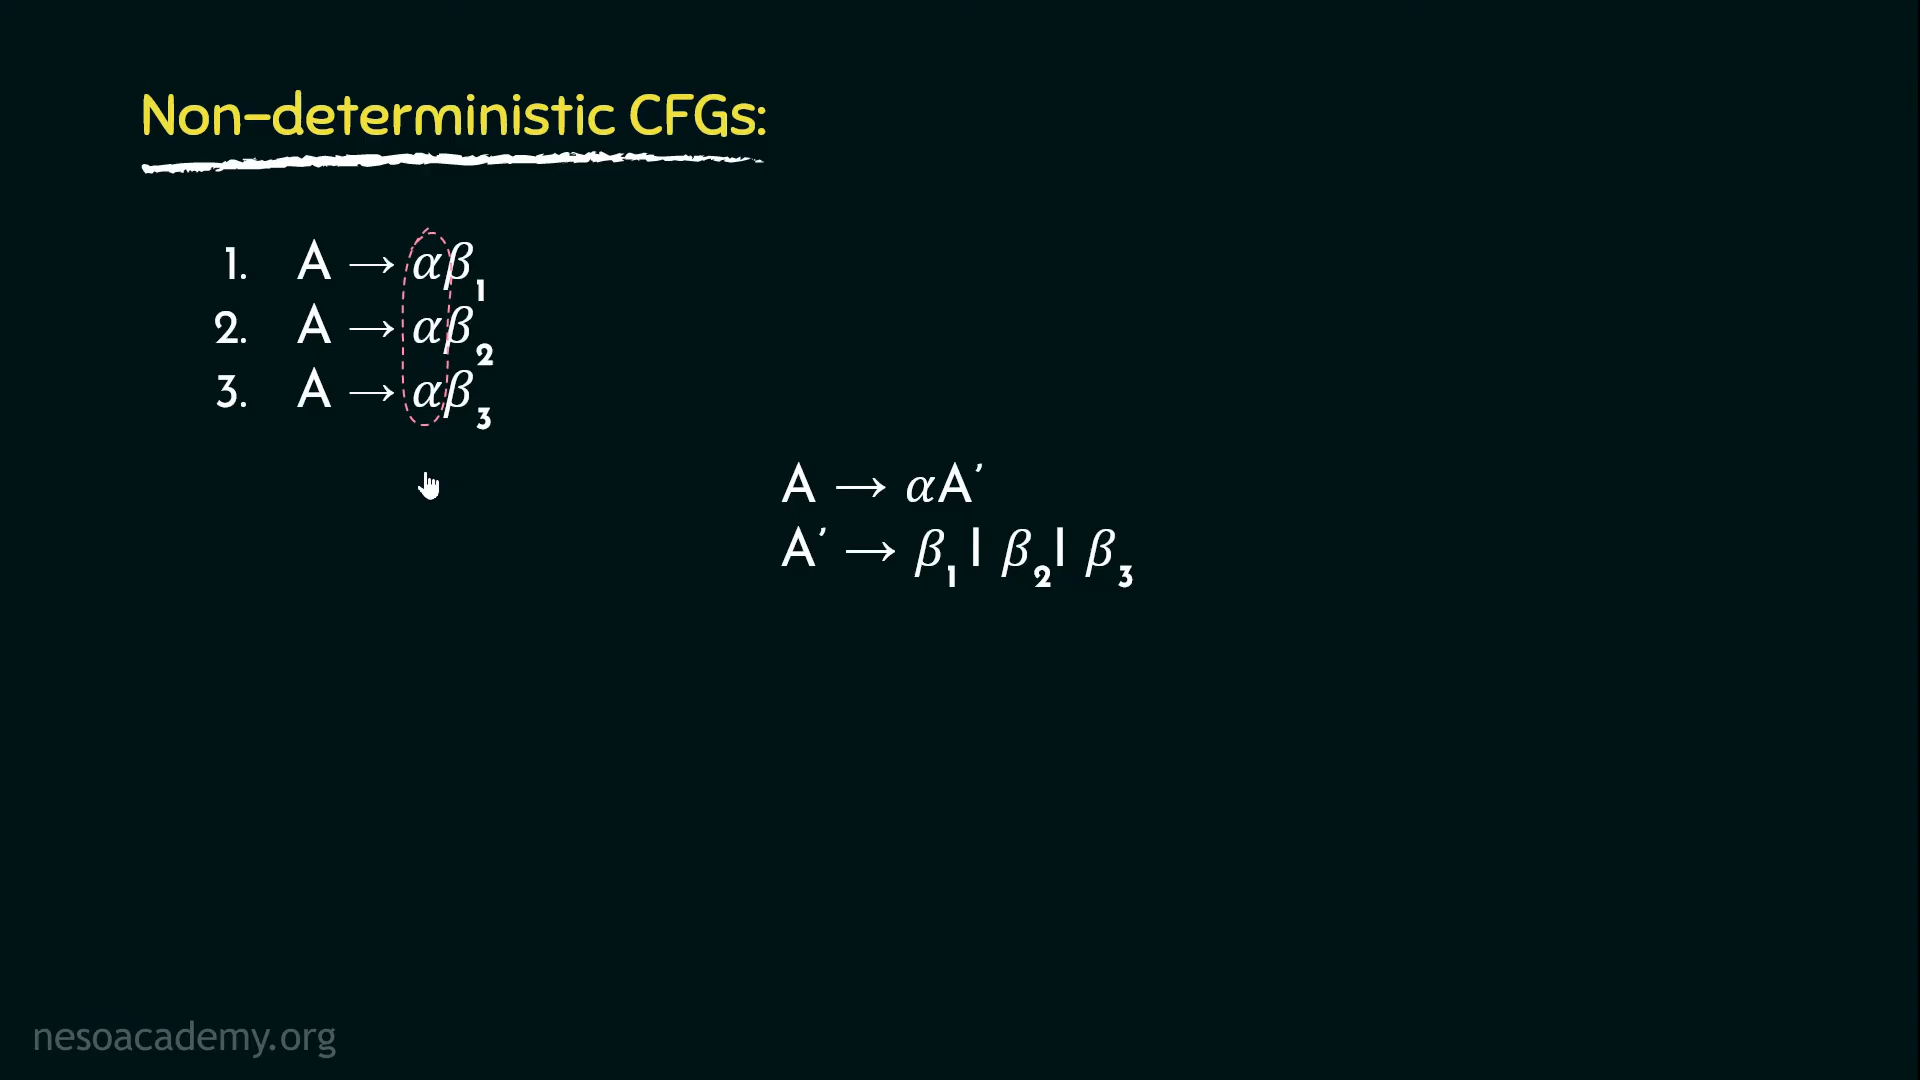 Non-deterministic CFGs:
1. A → αβ₁
2. A → αβ₂
3. A → αβ₃
A → αA′
A′ → β₁ | β₂ | β₃
nesoacademy.org